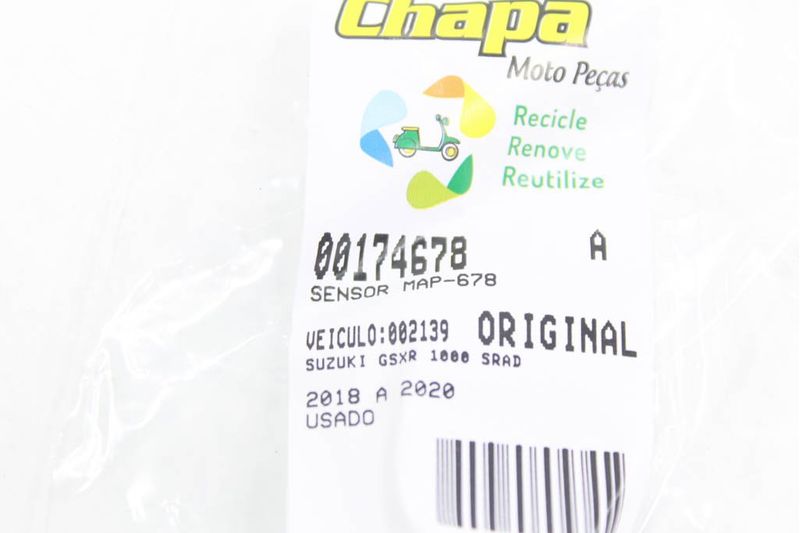 Chapa
Moto Peças
Recicle
Renove
Reutilize
00174678 A
SENSOR MAP-678
VEICULO:002139 ORIGINAL
SUZUKI GSXR 1000 SRAD
2018 A 2020
USADO